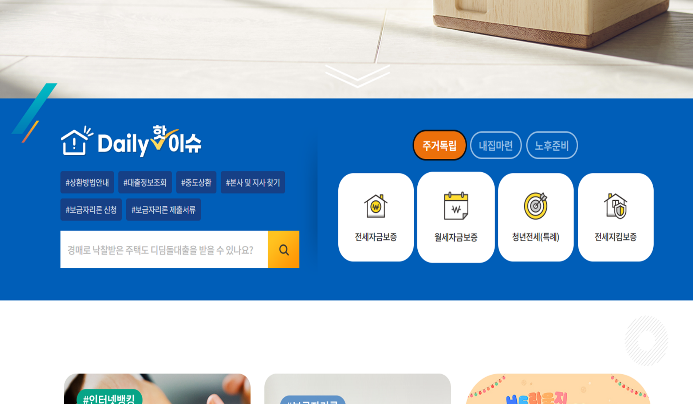 Daily 핫이슈
#상환방법안내 #대출정보조회 #중도상환 #본사 및 지사 찾기
#보금자리론 신청 #보금자리론 제출서류
경매로 낙찰받은 주택도 디딤돌대출을 받을 수 있나요?
주거독립 내집마련 노후준비
전세자금보증 월세자금보증 청년전세(특례) 전세지킴보증
#인터넷뱅킹
#보금자리론